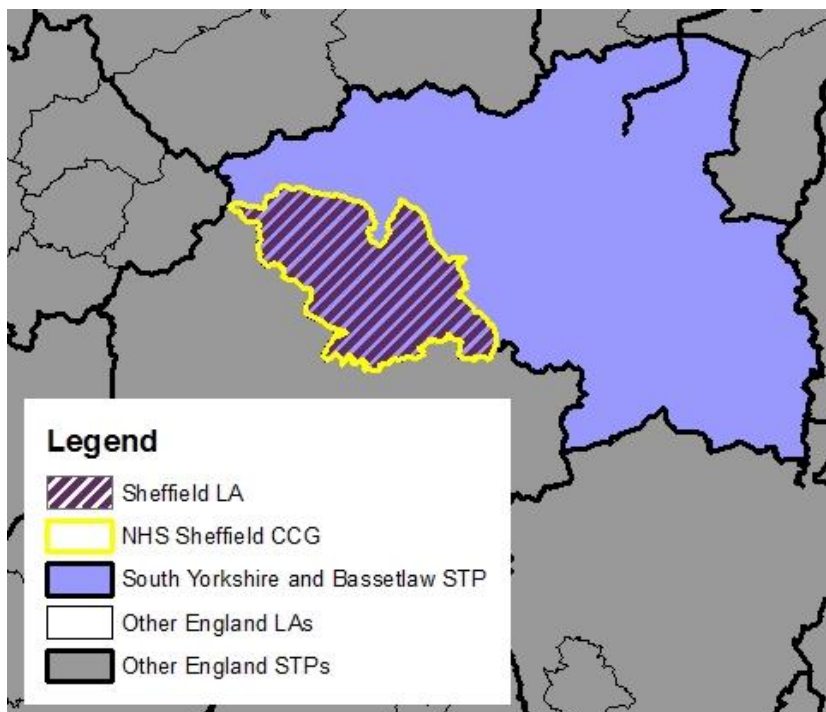 Legend
Sheffield LA
NHS Sheffield CCG
South Yorkshire and Bassetlaw STP
Other England LAs
Other England STPs